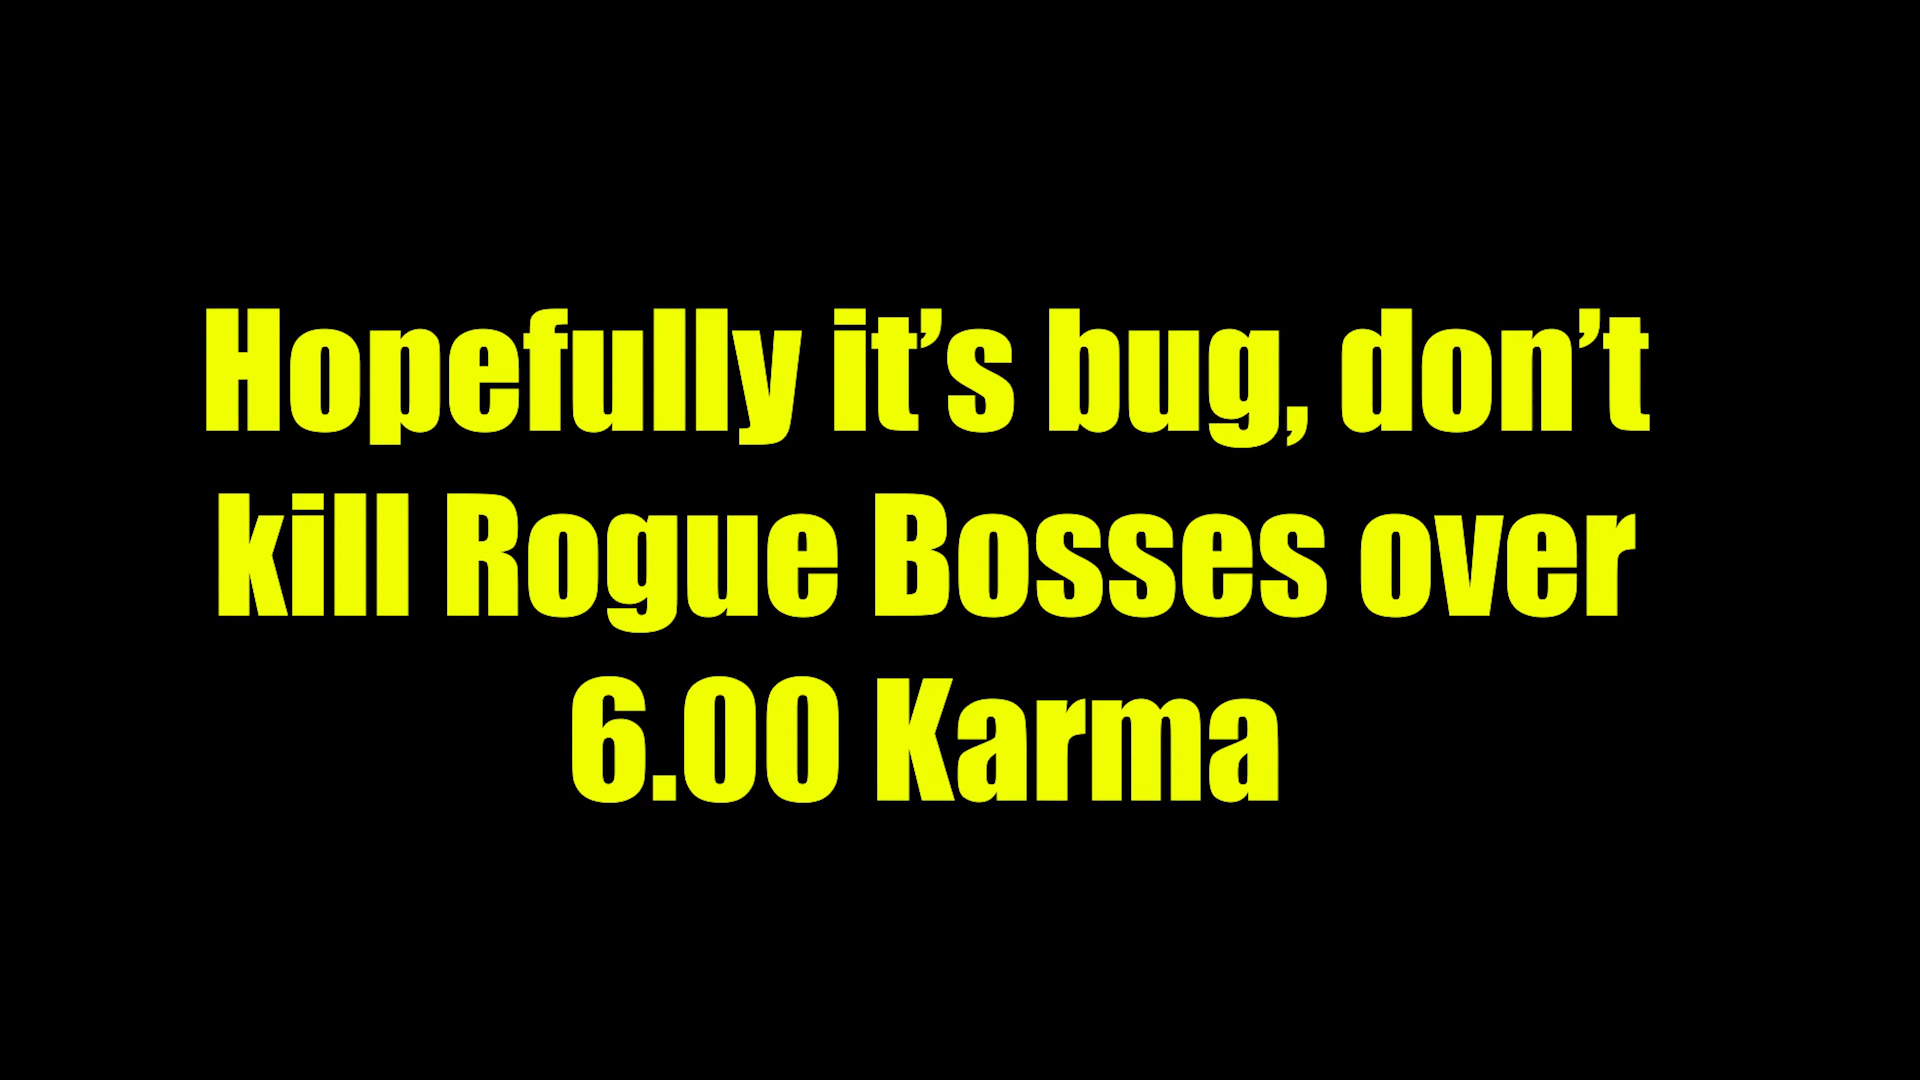 Hopefully it’s bug, don’t
kill Rogue Bosses over
6.00 Karma